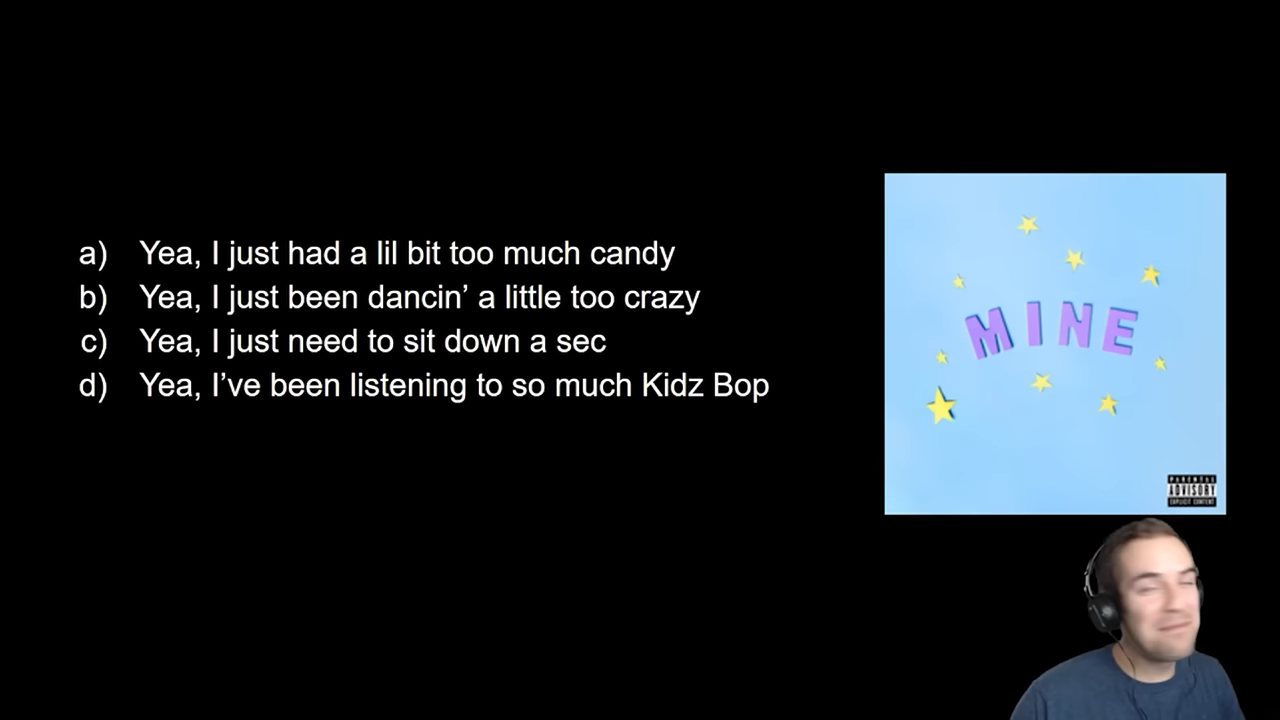 a) Yea, I just had a lil bit too much candy
b) Yea, I just been dancin’ a little too crazy
c) Yea, I just need to sit down a sec
d) Yea, I’ve been listening to so much Kidz Bop
MINE
PARENTAL
ADVISORY
EXPLICIT CONTENT